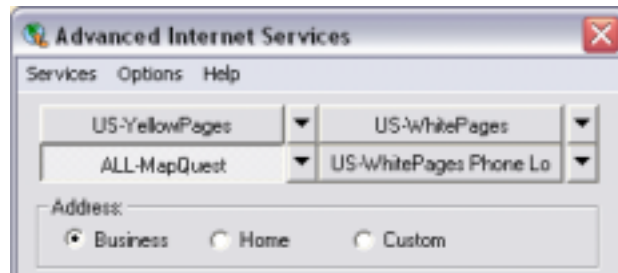 Advanced Internet Services
Services Options Help
US-YellowPages US-WhitePages
ALL-MapQuest US-WhitePages Phone Lo
Address:
Business Home Custom